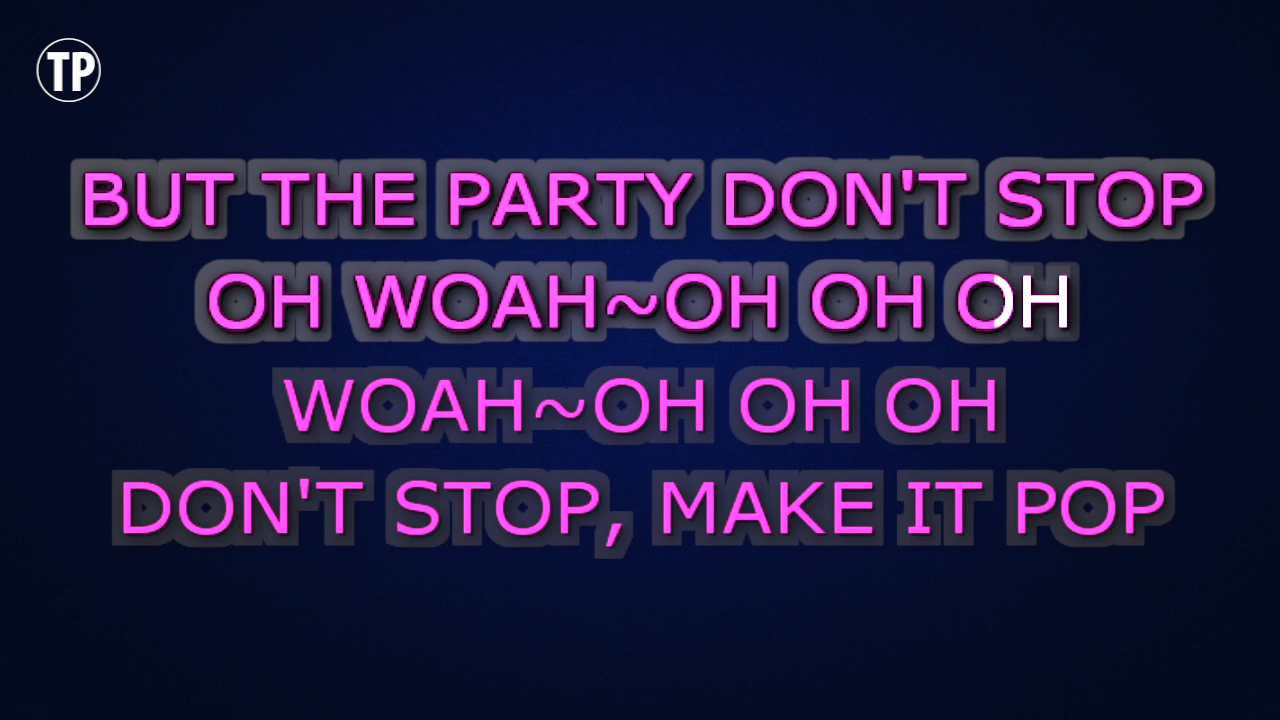 TP
BUT THE PARTY DON'T STOP
OH WOAH~OH OH OH
WOAH~OH OH OH
DON'T STOP, MAKE IT POP